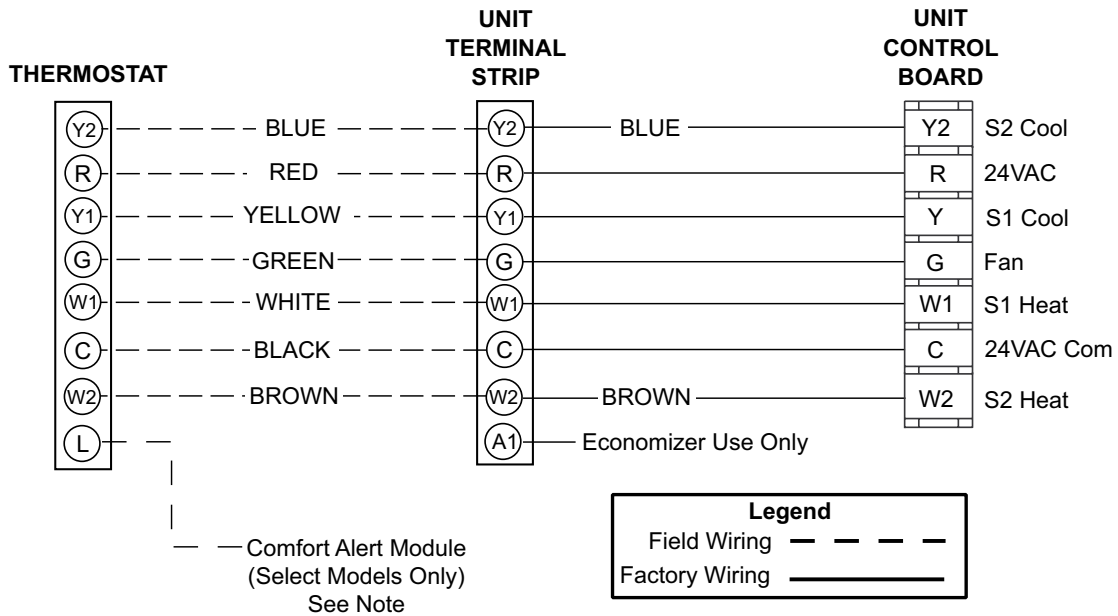 THERMOSTAT
UNIT
TERMINAL
STRIP
UNIT
CONTROL
BOARD
Y2 BLUE Y2 BLUE Y2 S2 Cool
R RED R R 24VAC
Y1 YELLOW Y1 Y S1 Cool
G GREEN G G Fan
W1 WHITE W1 W1 S1 Heat
C BLACK C C 24VAC Com
W2 BROWN W2 BROWN W2 S2 Heat
L A1 Economizer Use Only
Comfort Alert Module
(Select Models Only)
See Note
Legend
Field Wiring
Factory Wiring